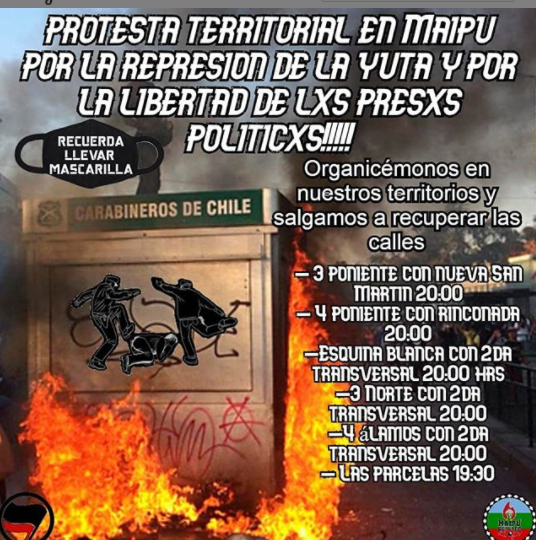 PROTESTA TERRITORIAL EN MAIPU
POR LA REPRESION DE LA YUTA Y POR
LA LIBERTAD DE LXS PRESXS
POLITICXS!!!!!
RECUERDA
LLEVAR
MASCARILLA
Organicémonos en
nuestros territorios y
salgamos a recuperar las
calles
CARABINEROS DE CHILE
– 3 PONIENTE CON NUEVA SAN
MARTIN 20:00
– 4 PONIENTE CON RINCONADA
20:00
–ESQUINA BLANCA CON 2DA
TRANSVERSAL 20:00 HRS
–3 NORTE CON 2DA
TRANSVERSAL 20:00
–4 áLAMOS CON 2DA
TRANSVERSAL 20:00
– LAS PARCELAS 19:30
MAIPU